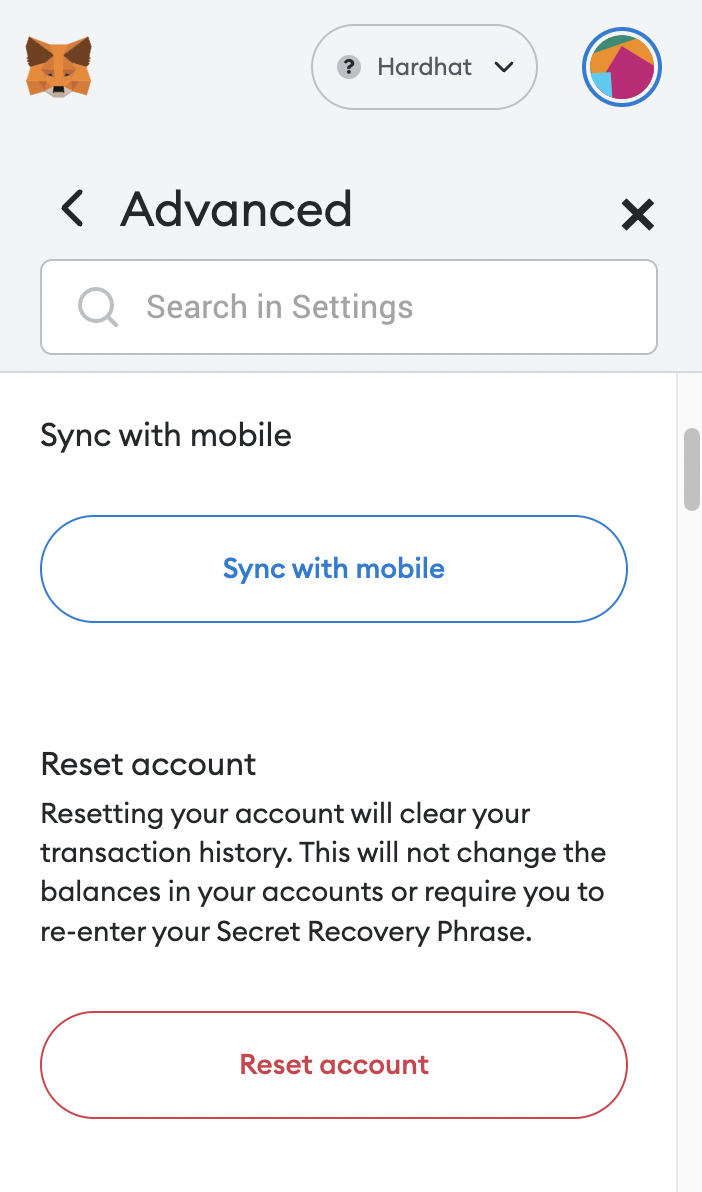 ? Hardhat
Advanced
Search in Settings
Sync with mobile
Sync with mobile
Reset account
Resetting your account will clear your
transaction history. This will not change the
balances in your accounts or require you to
re-enter your Secret Recovery Phrase.
Reset account